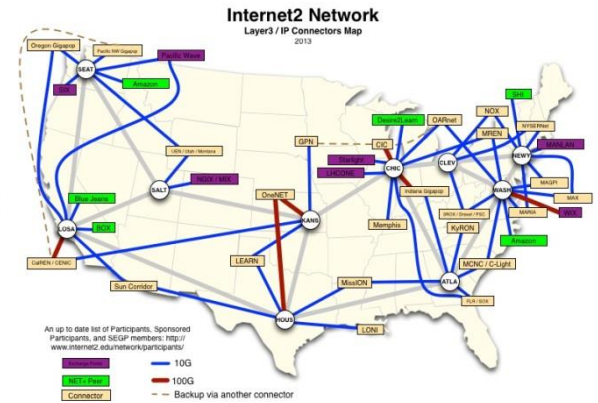 Internet2 Network
Layer3 / IP Connectors Map
2013
Oregon Gigapop
Pacific NW Gigapop
Pacific Wave
SEAT
SIX
Amazon
UEN / Utah / Montana
NOX / MIX
SALT
Blue Jeans
BOX
LOSA
CalREN / CENIC
Sun Corridor
GPN
OneNET
KANS
LEARN
HOUS
MissION
LONI
Desire2Learn
OARnet
CIC
Starlight
LHCONE
CHIC
CLEV
Indiana Gigapop
Memphis
SHI
NOX
NYSERNet
MREN
NEWY
MANLAN
WASH
MAGPI
MAX
MARIA
WIX
KyRON
Amazon
MCNC / C-Light
ATLA
FLR / SOX
An up to date list of Participants, Sponsored
Participants, and SEGP members: http://
www.internet2.edu/network/participants/
NET+ Peer
Connector
10G
100G
Backup via another connector